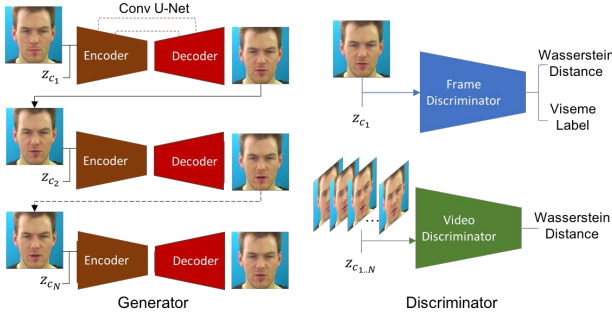 Conv U-Net
Encoder
Decoder
z_{c_1}
Encoder
Decoder
z_{c_2}
Encoder
Decoder
z_{c_N}
Generator
Frame
Discriminator
Wasserstein
Distance
Viseme
Label
z_{c_1}
...
Video
Discriminator
Wasserstein
Distance
z_{c_{1..N}}
Discriminator